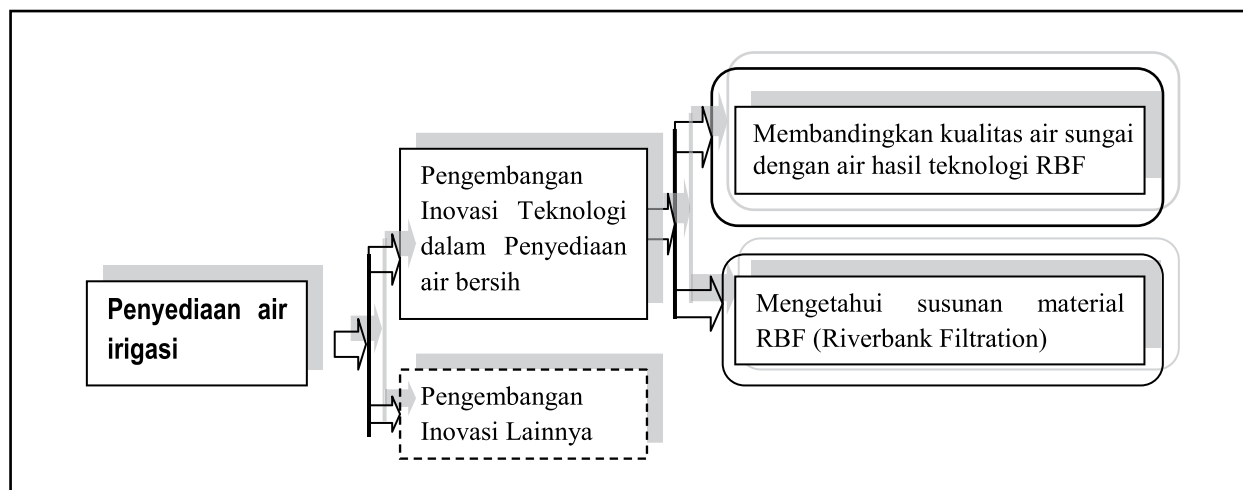 Penyediaan air
irigasi
Pengembangan
Inovasi Teknologi
dalam Penyediaan
air bersih
Pengembangan
Inovasi Lainnya
Membandingkan kualitas air sungai
dengan air hasil teknologi RBF
Mengetahui susunan material
RBF (Riverbank Filtration)